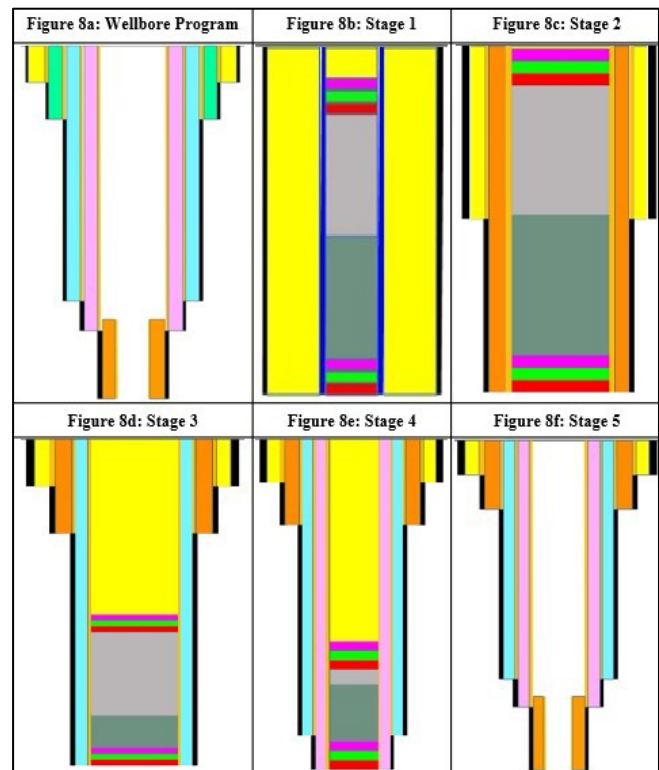 Figure 8a: Wellbore Program
Figure 8b: Stage 1
Figure 8c: Stage 2
Figure 8d: Stage 3
Figure 8e: Stage 4
Figure 8f: Stage 5